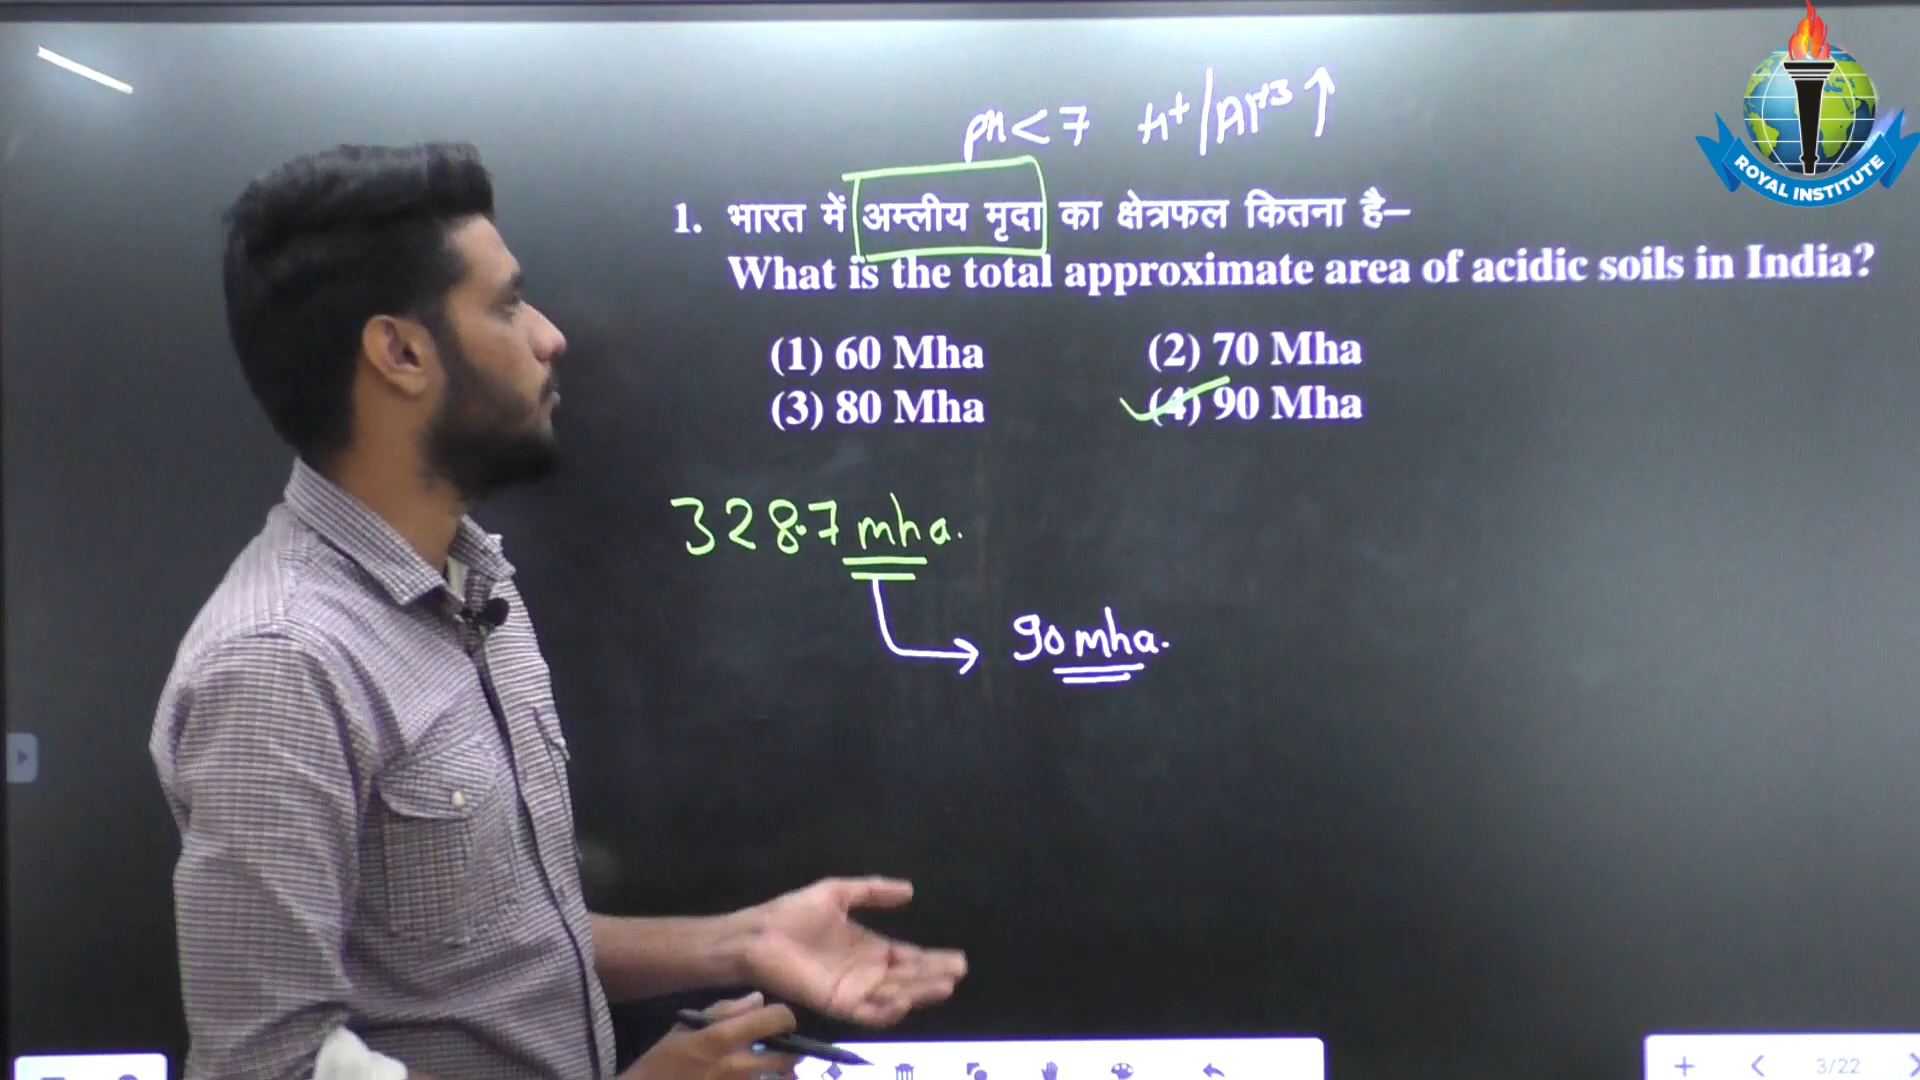 ROYAL INSTITUTE
pH < 7 H+ / Al+3 ↑
1. भारत में अम्लीय मृदा का क्षेत्रफल कितना है–
What is the total approximate area of acidic soils in India?
(1) 60 Mha (2) 70 Mha
(3) 80 Mha (4) 90 Mha
328.7 mha.
90 mha.
3/22